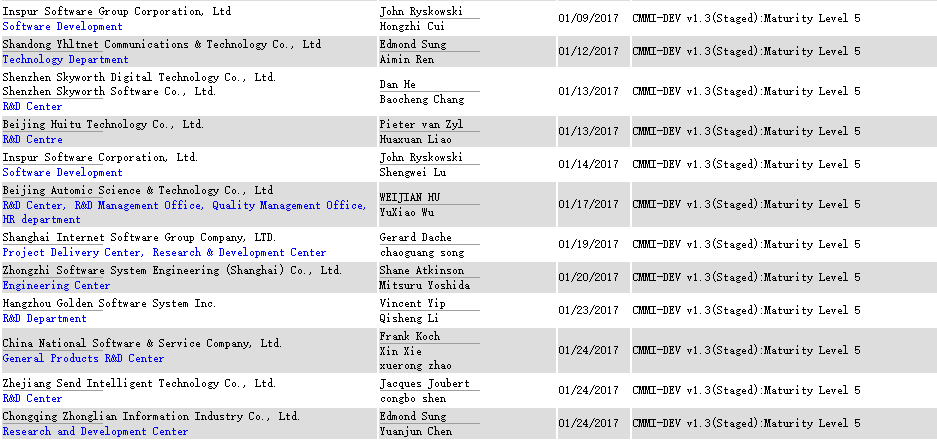 Inspur Software Group Corporation, Ltd
Software Development
John Ryskowski
Hongzhi Cui
01/09/2017
CMMI-DEV v1.3(Staged):Maturity Level 5
Shandong Yhltnet Communications & Technology Co., Ltd
Technology Department
Edmond Sung
Aimin Ren
01/12/2017
CMMI-DEV v1.3(Staged):Maturity Level 5
Shenzhen Skyworth Digital Technology Co., Ltd.
Shenzhen Skyworth Software Co., Ltd.
R&D Center
Dan He
Baocheng Chang
01/13/2017
CMMI-DEV v1.3(Staged):Maturity Level 5
Beijing Huitu Technology Co., Ltd.
R&D Centre
Pieter van Zyl
Huaxuan Liao
01/13/2017
CMMI-DEV v1.3(Staged):Maturity Level 5
Inspur Software Corporation, Ltd.
Software Development
John Ryskowski
Shengwei Lu
01/14/2017
CMMI-DEV v1.3(Staged):Maturity Level 5
Beijing Automic Science & Technology Co., Ltd
R&D Center, R&D Management Office, Quality Management Office,
HR department
WEIJIAN HU
YuXiao Wu
01/17/2017
CMMI-DEV v1.3(Staged):Maturity Level 5
Shanghai Internet Software Group Company, LTD.
Project Delivery Center, Research & Development Center
Gerard Dache
chaoguang song
01/19/2017
CMMI-DEV v1.3(Staged):Maturity Level 5
Zhongzhi Software System Engineering (Shanghai) Co., Ltd.
Engineering Center
Shane Atkinson
Mitsuru Yoshida
01/20/2017
CMMI-DEV v1.3(Staged):Maturity Level 5
Hangzhou Golden Software System Inc.
R&D Department
Vincent Yip
Qisheng Li
01/23/2017
CMMI-DEV v1.3(Staged):Maturity Level 5
China National Software & Service Company, Ltd.
General Products R&D Center
Frank Koch
Xin Xie
xuerong zhao
01/24/2017
CMMI-DEV v1.3(Staged):Maturity Level 5
Zhejiang Send Intelligent Technology Co., Ltd.
R&D Center
Jacques Joubert
congbo shen
01/24/2017
CMMI-DEV v1.3(Staged):Maturity Level 5
Chongqing Zhonglian Information Industry Co., Ltd.
Research and Development Center
Edmond Sung
Yuanjun Chen
01/24/2017
CMMI-DEV v1.3(Staged):Maturity Level 5